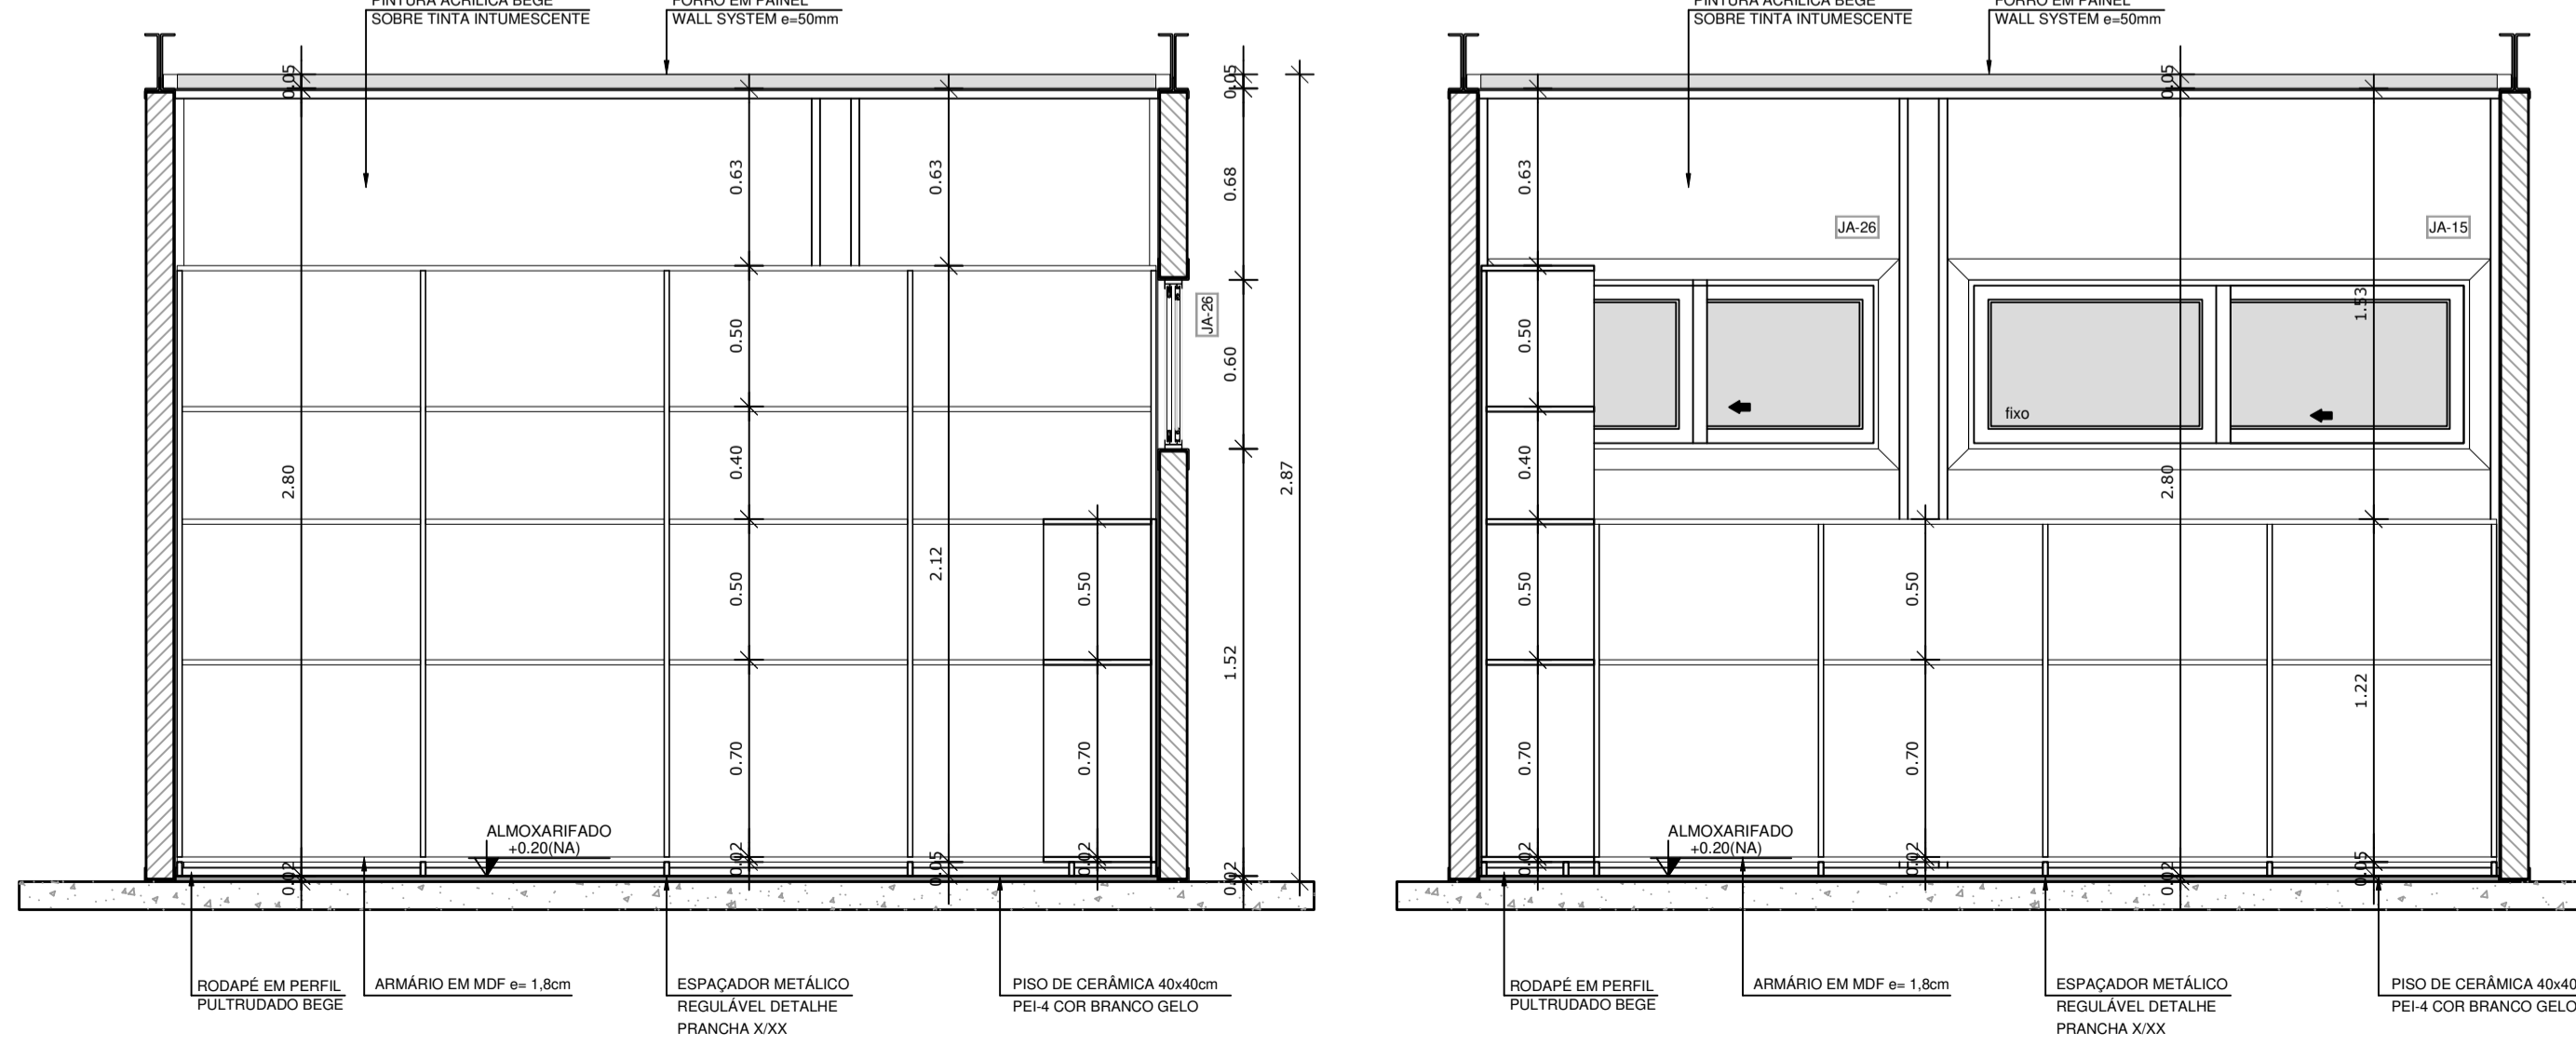 PINTURA ACRÍLICA BEGE
SOBRE TINTA INTUMESCENTE
FORRO EM PAINEL
WALL SYSTEM e=50mm
0.05
0.63
0.63
0.05
0.68
JA-26
0.50
0.60
0.40
2.80
2.87
2.12
0.50
0.50
1.52
0.70
0.70
ALMOXARIFADO
+0.20(NA)
0.02
0.02
0.05
0.02
0.02
RODAPÉ EM PERFIL
PULTRUDADO BEGE
ARMÁRIO EM MDF e= 1,8cm
ESPAÇADOR METÁLICO
REGULÁVEL DETALHE
PRANCHA X/XX
PISO DE CERÂMICA 40x40cm
PEI-4 COR BRANCO GELO
PINTURA ACRÍLICA BEGE
SOBRE TINTA INTUMESCENTE
FORRO EM PAINEL
WALL SYSTEM e=50mm
0.05
0.63
JA-26
JA-15
0.50
1.53
fixo
0.40
2.80
0.50
0.50
1.22
0.70
0.70
ALMOXARIFADO
+0.20(NA)
0.02
0.02
0.02
0.05
RODAPÉ EM PERFIL
PULTRUDADO BEGE
ARMÁRIO EM MDF e= 1,8cm
ESPAÇADOR METÁLICO
REGULÁVEL DETALHE
PRANCHA X/XX
PISO DE CERÂMICA 40x40
PEI-4 COR BRANCO GELO